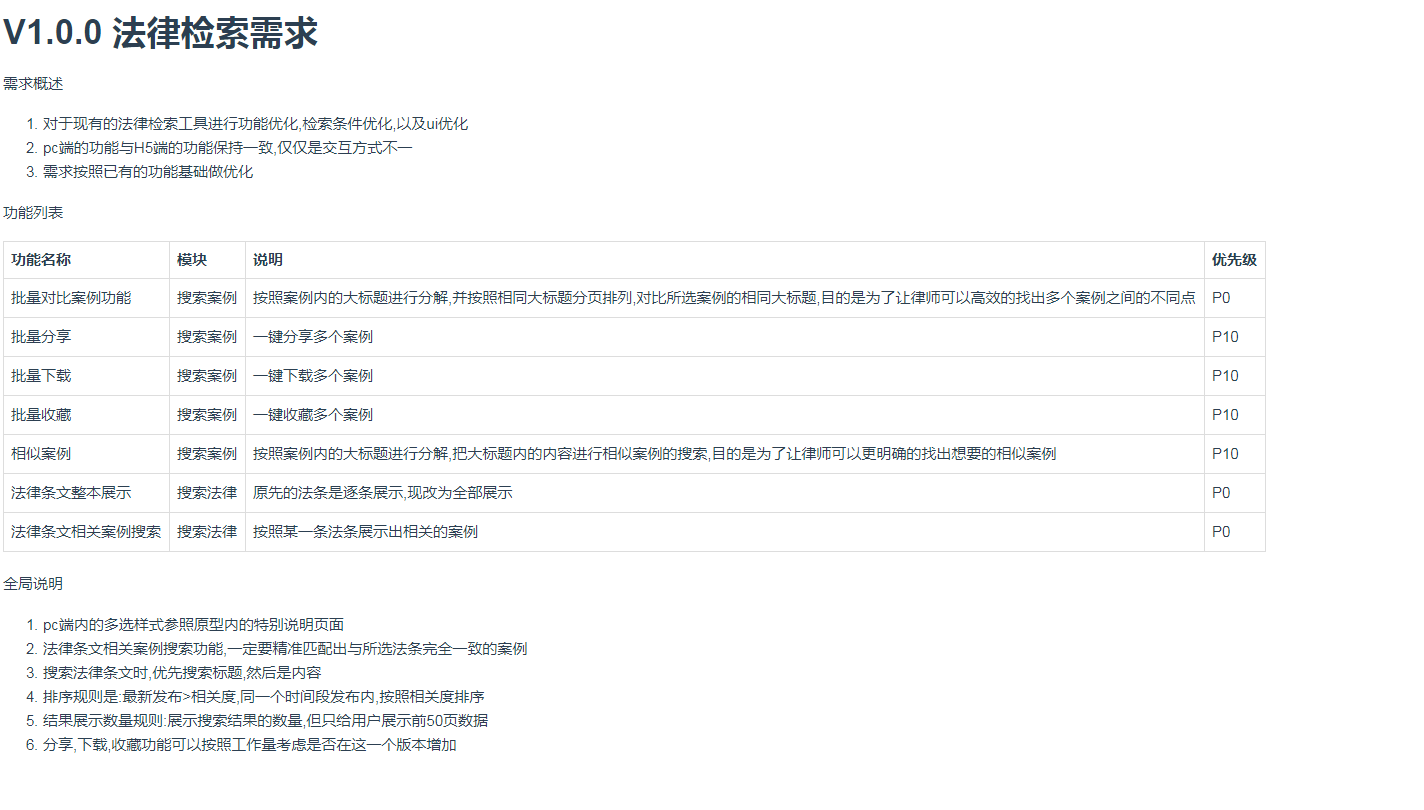 V1.0.0 法律检索需求
需求概述
1. 对于现有的法律检索工具进行功能优化,检索条件优化,以及ui优化
2. pc端的功能与H5端的功能保持一致,仅仅是交互方式不一
3. 需求按照已有的功能基础做优化
功能列表
功能名称 模块 说明 优先级
批量对比案例功能 搜索案例 按照案例内的大标题进行分解,并按照相同大标题分页排列,对比所选案例的相同大标题,目的是为了让律师可以高效的找出多个案例之间的不同点 P0
批量分享 搜索案例 一键分享多个案例 P10
批量下载 搜索案例 一键下载多个案例 P10
批量收藏 搜索案例 一键收藏多个案例 P10
相似案例 搜索案例 按照案例内的大标题进行分解,把大标题内的内容进行相似案例的搜索,目的是为了让律师可以更明确的找出想要的相似案例 P10
法律条文整本展示 搜索法律 原先的法条是逐条展示,现改为全部展示 P0
法律条文相关案例搜索 搜索法律 按照某一条法条展示出相关的案例 P0
全局说明
1. pc端内的多选样式参照原型内的特别说明页面
2. 法律条文相关案例搜索功能,一定要精准匹配出与所选法条完全一致的案例
3. 搜索法律条文时,优先搜索标题,然后是内容
4. 排序规则是:最新发布>相关度,同一个时间段发布内,按照相关度排序
5. 结果展示数量规则:展示搜索结果的数量,但只给用户展示前50页数据
6. 分享,下载,收藏功能可以按照工作量考虑是否在这一个版本增加